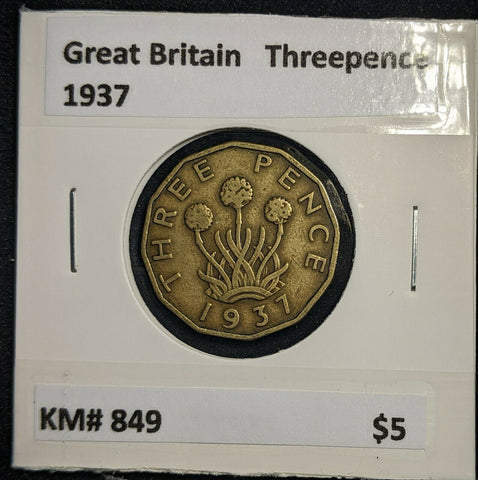 Great Britain Threepence
1937
THREE PENCE
1937
KM# 849 $5